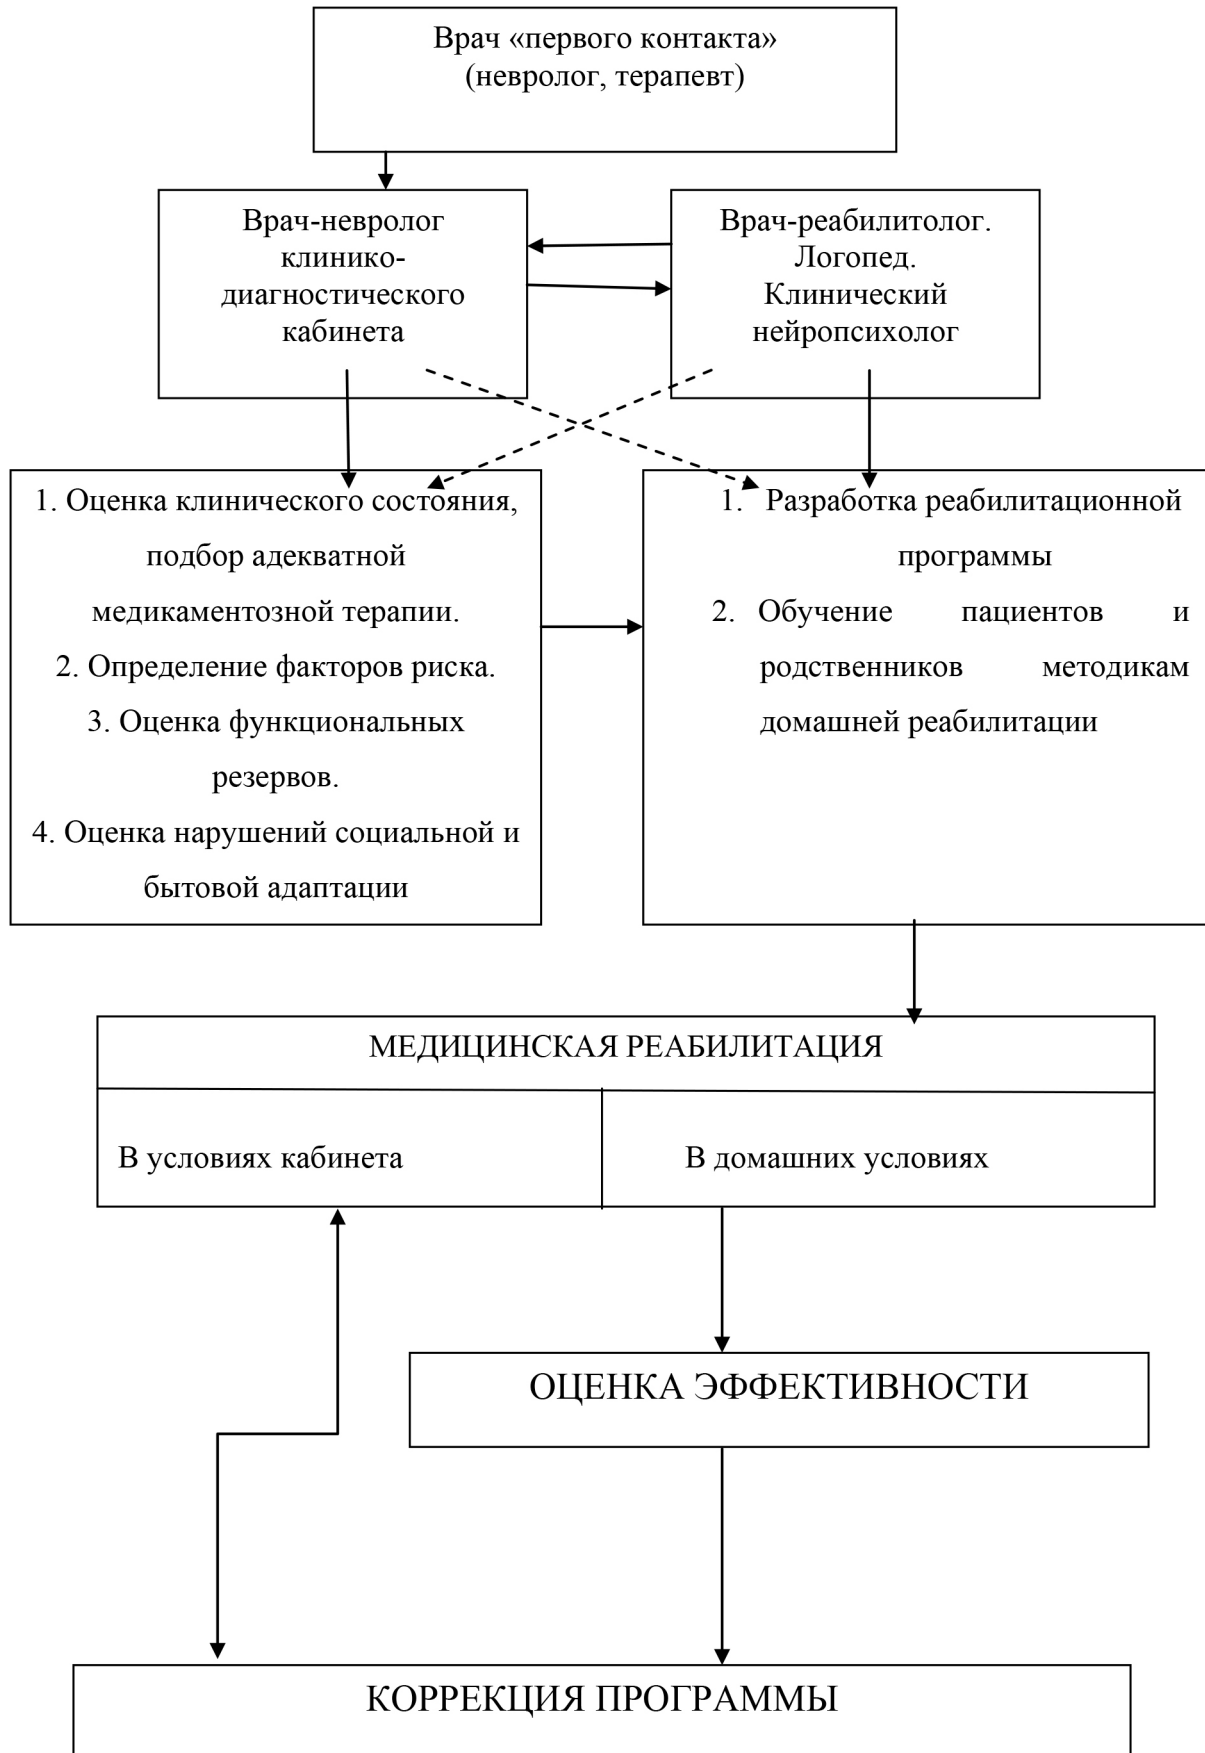 Врач «первого контакта»
(невролог, терапевт)
Врач-невролог
клинико-
диагностического
кабинета
Врач-реабилитолог.
Логопед.
Клинический
нейропсихолог
1. Оценка клинического состояния,
подбор адекватной
медикаментозной терапии.
2. Определение факторов риска.
3. Оценка функциональных
резервов.
4. Оценка нарушений социальной и
бытовой адаптации
1. Разработка реабилитационной
программы
2. Обучение пациентов и
родственников методикам
домашней реабилитации
МЕДИЦИНСКАЯ РЕАБИЛИТАЦИЯ
В условиях кабинета
В домашних условиях
ОЦЕНКА ЭФФЕКТИВНОСТИ
КОРРЕКЦИЯ ПРОГРАММЫ